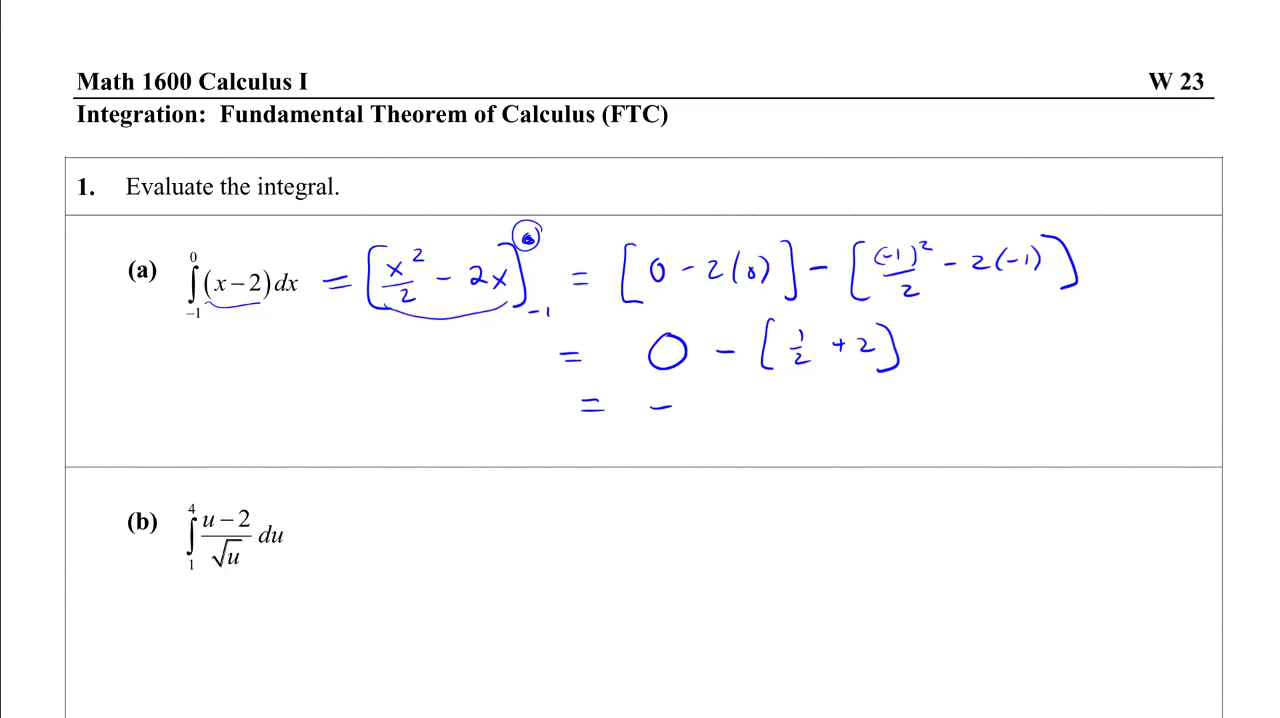 Math 1600 Calculus I W 23
Integration: Fundamental Theorem of Calculus (FTC)
1. Evaluate the integral.
(a) ∫_{-1}^{0} (x − 2) dx = [x^2/2 − 2x]_{-1}^{0} = [0 − 2(0)] − [(-1)^2/2 − 2(-1)]
= 0 − [1/2 + 2]
= −
(b) ∫_{1}^{4} (u − 2)/√u du